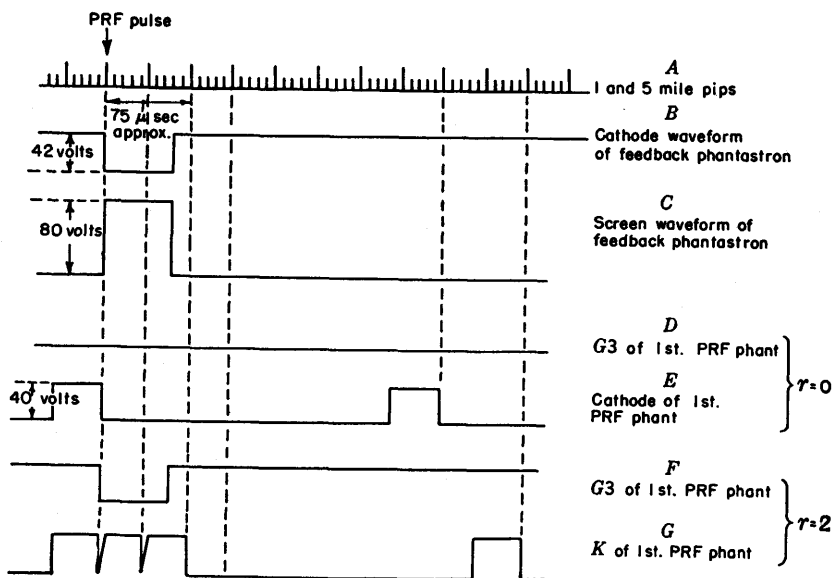 PRF pulse
A
1 and 5 mile pips
75 μ sec
approx.
B
Cathode waveform
of feedback phantastron
42 volts
C
Screen waveform of
feedback phantastron
80 volts
D
G3 of 1st. PRF phant
E
Cathode of 1st.
PRF phant
r=0
40 volts
F
G3 of 1st. PRF phant
G
K of 1st. PRF phant
r=2